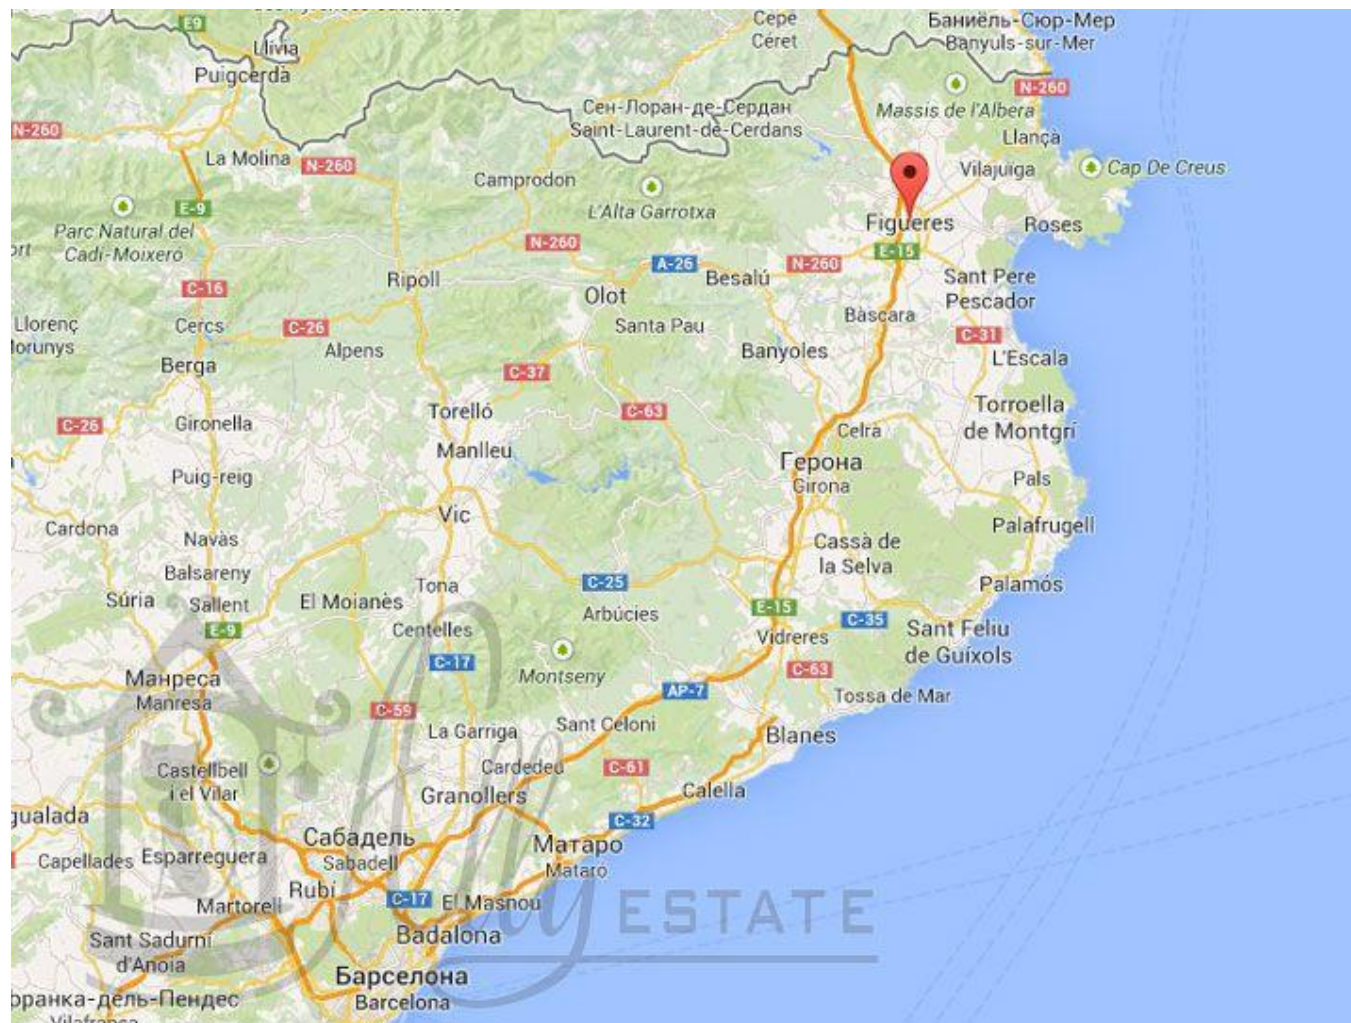 E9
Сере
Céret
Баниёль-Сюр-Мер
Banyuls-sur-Mer
Llívia
Puigcerdà
N-260
Massis de l'Albera
Сен-Лоран-де-Сердан
Saint-Laurent-de-Cerdans
N-260
Llançà
La Molina
N-260
Vilajuïga
Cap De Creus
Camprodon
E-9
L'Alta Garrotxa
Figueres
Roses
Parc Natural del
Cadí-Moixeró
N-260
E-15
A-26
N-260
Besalú
Sant Pere
Pescador
Ripoll
C-16
Olot
Bàscara
Llorenç
Cercs
C-26
Santa Pau
C-31
Alpens
Banyoles
L'Escala
Berga
C-37
Torroella
de Montgrí
Torelló
C-63
C-26
Gironella
Celrà
Manlleu
Герона
Girona
Puig-reig
Pals
Vic
Cardona
Palafrugell
Navàs
Cassà de
la Selva
Balsareny
Tona
C-25
Palamós
Súria
Sallent
El Moianès
Arbúcies
E-15
C-35
E-9
Centelles
Vidreres
Sant Feliu
de Guíxols
C-17
C-63
Манреса
Manresa
Montseny
AP-7
Tossa de Mar
C-59
La Garriga
Sant Celoni
Blanes
Castellbell
i el Vilar
Cardedeu
C-61
Granollers
Calella
gualada
C-32
Сабадель
Sabadell
Матаро
Mataró
Capellades
Esparreguera
Rubí
Martorell
C-17
El Masnou
My ESTATE
Badalona
Sant Sadurní
d'Anoia
Барселона
Barcelona
ранка-дель-Пендес
Vilafranca